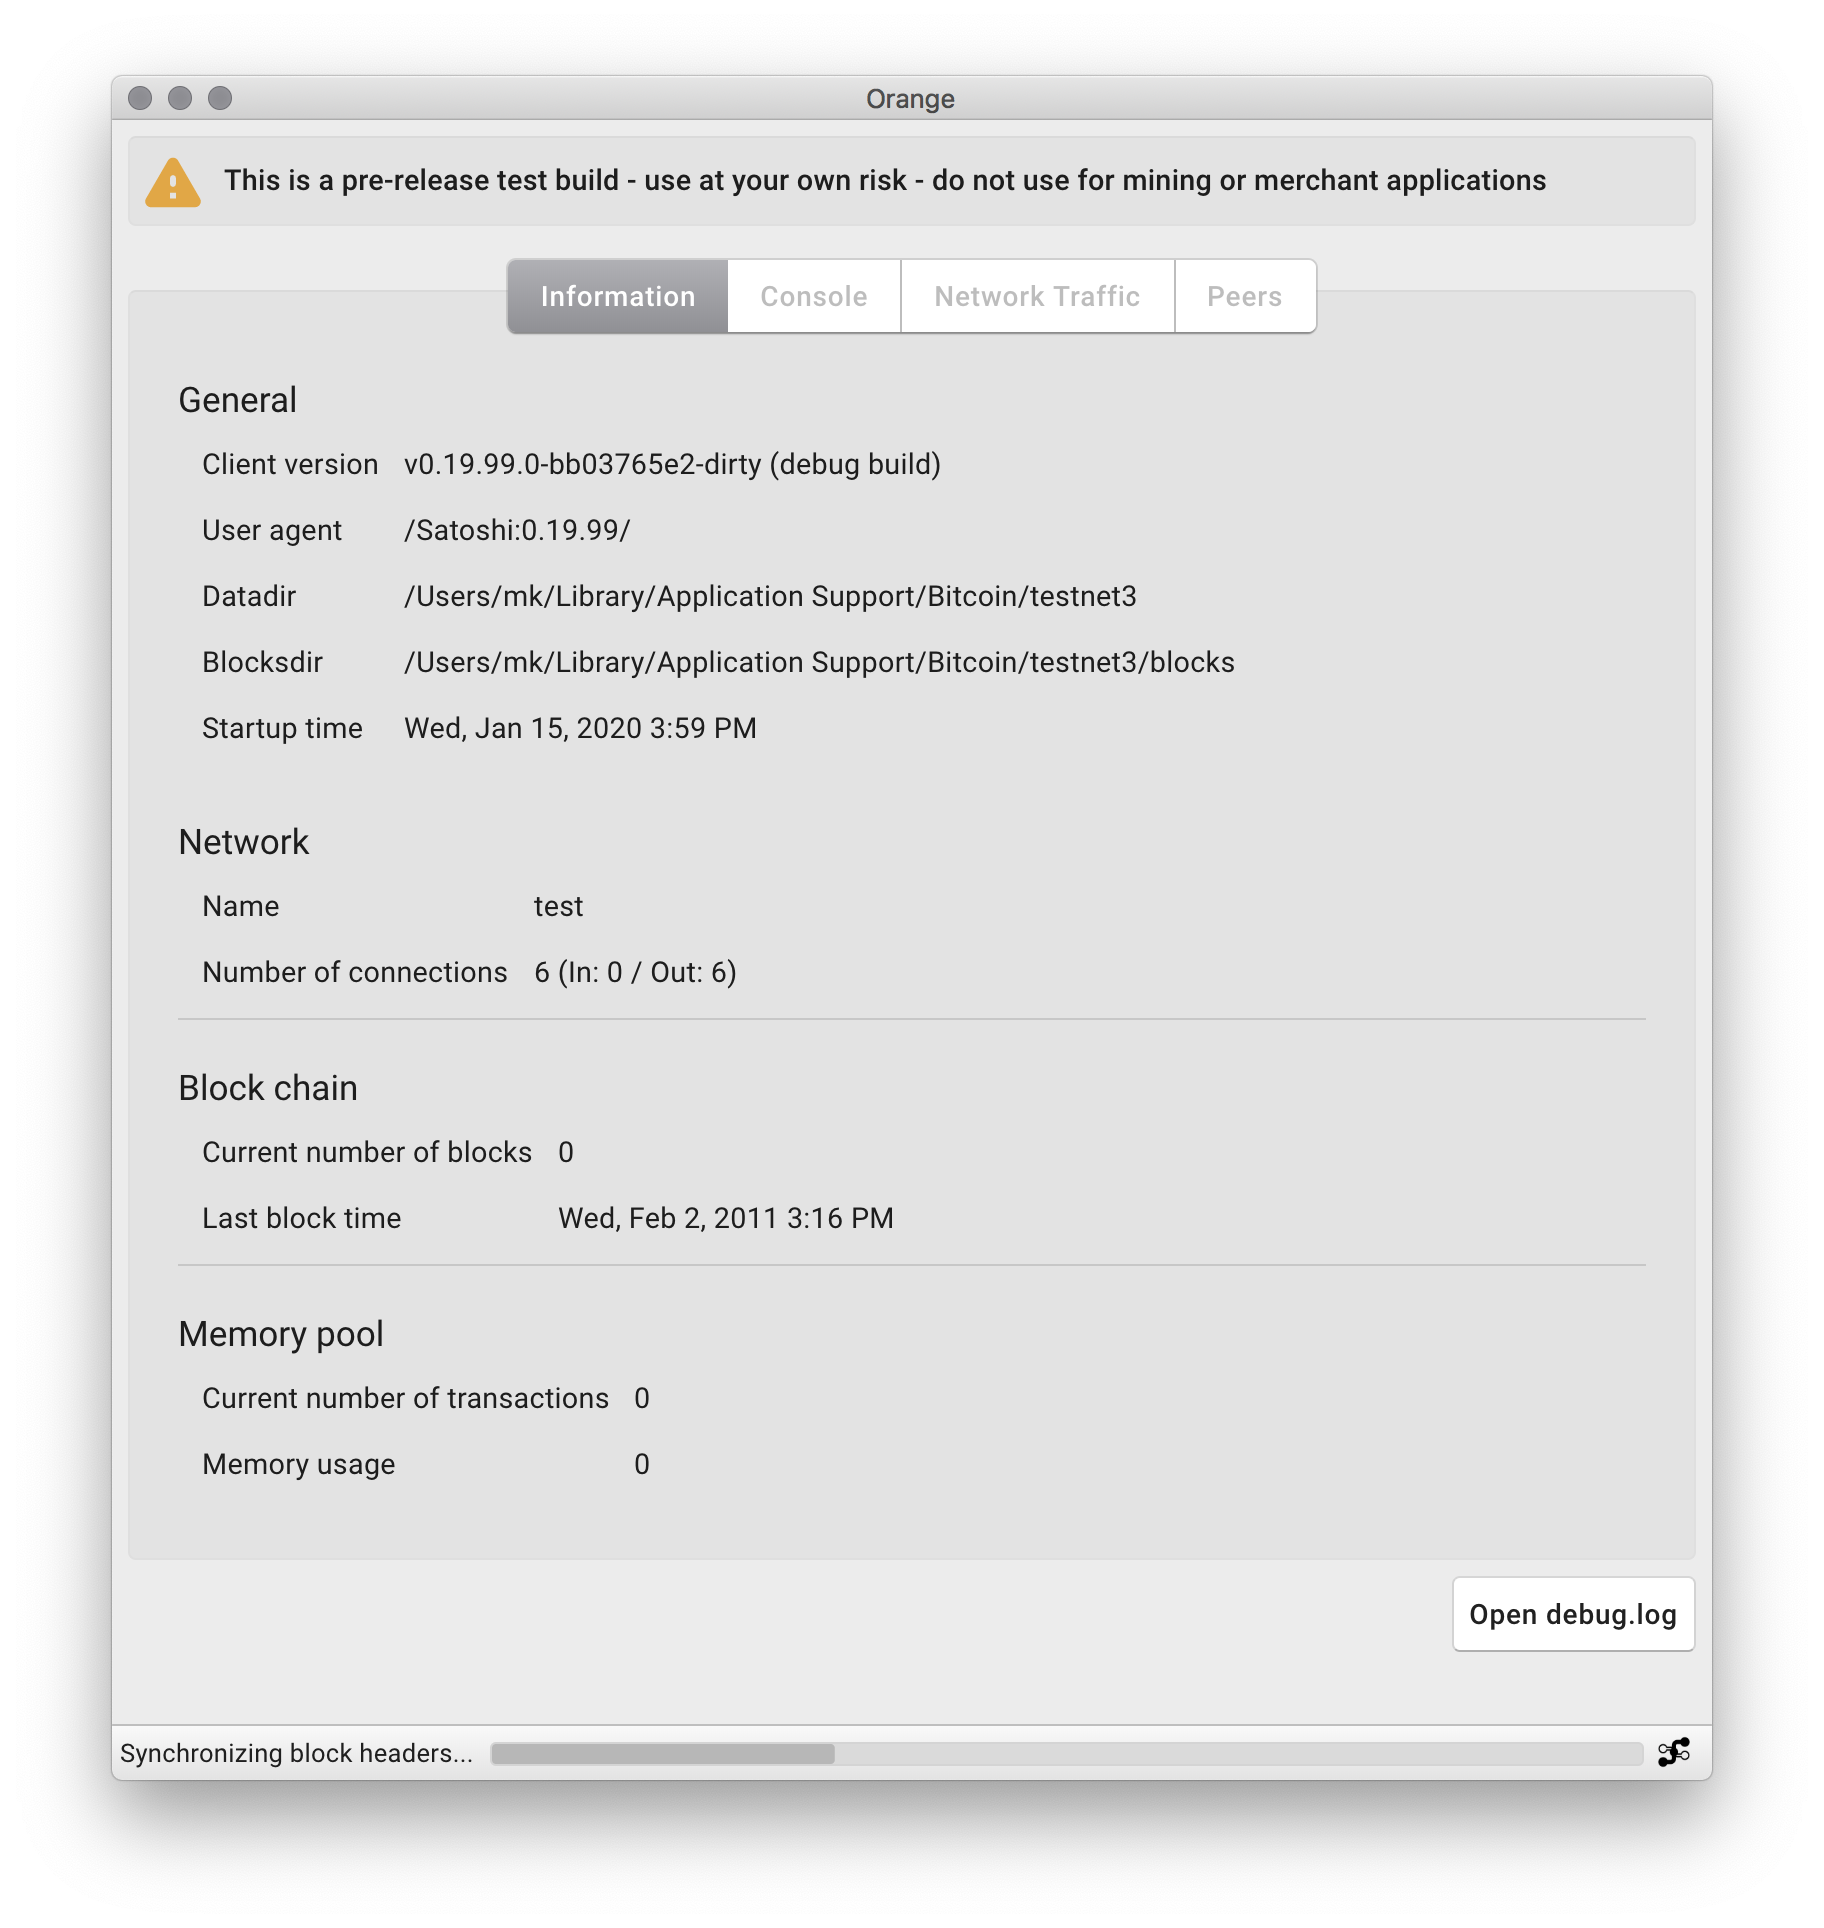 Orange
This is a pre-release test build - use at your own risk - do not use for mining or merchant applications
Information Console Network Traffic Peers
General
Client version v0.19.99.0-bb03765e2-dirty (debug build)
User agent /Satoshi:0.19.99/
Datadir /Users/mk/Library/Application Support/Bitcoin/testnet3
Blocksdir /Users/mk/Library/Application Support/Bitcoin/testnet3/blocks
Startup time Wed, Jan 15, 2020 3:59 PM
Network
Name test
Number of connections 6 (In: 0 / Out: 6)
Block chain
Current number of blocks 0
Last block time Wed, Feb 2, 2011 3:16 PM
Memory pool
Current number of transactions 0
Memory usage 0
Open debug.log
Synchronizing block headers...